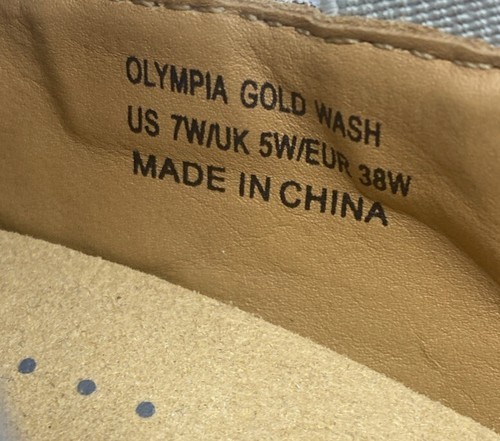 OLYMPIA GOLD WASH
US 7W/UK 5W/EUR 38W
MADE IN CHINA